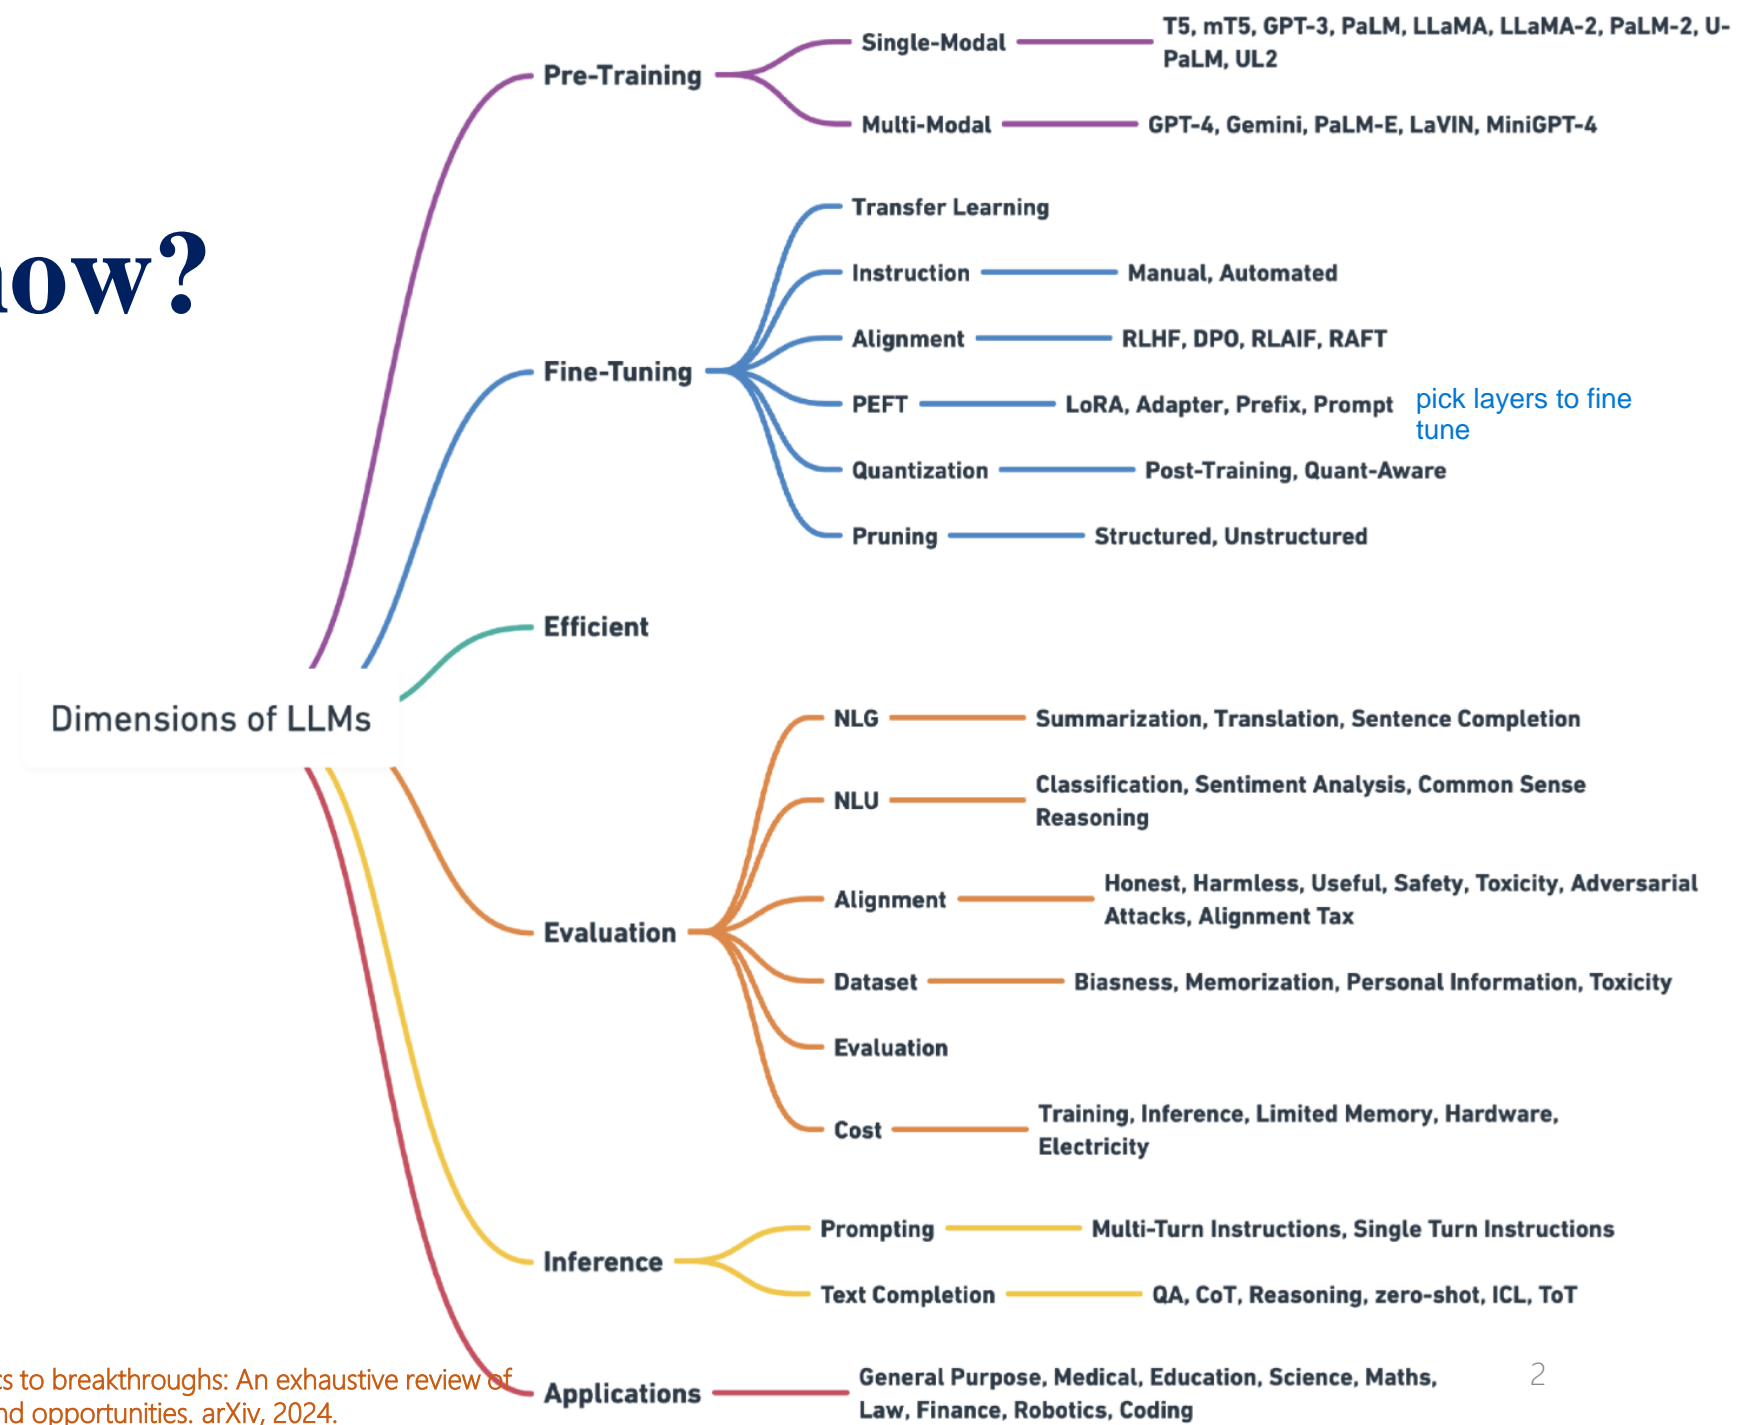 Single-Modal
T5, mT5, GPT-3, PaLM, LLaMA, LLaMA-2, PaLM-2, U-
PaLM, UL2
Pre-Training
Multi-Modal
GPT-4, Gemini, PaLM-E, LaVIN, MiniGPT-4
now?
Transfer Learning
Instruction
Manual, Automated
Alignment
RLHF, DPO, RLAIF, RAFT
Fine-Tuning
PEFT
LoRA, Adapter, Prefix, Prompt
pick layers to fine
tune
Quantization
Post-Training, Quant-Aware
Pruning
Structured, Unstructured
Efficient
Dimensions of LLMs
NLG
Summarization, Translation, Sentence Completion
NLU
Classification, Sentiment Analysis, Common Sense
Reasoning
Alignment
Honest, Harmless, Useful, Safety, Toxicity, Adversarial
Attacks, Alignment Tax
Evaluation
Dataset
Biasness, Memorization, Personal Information, Toxicity
Evaluation
Cost
Training, Inference, Limited Memory, Hardware,
Electricity
Prompting
Multi-Turn Instructions, Single Turn Instructions
Inference
Text Completion
QA, CoT, Reasoning, zero-shot, ICL, ToT
Applications
General Purpose, Medical, Education, Science, Maths,
Law, Finance, Robotics, Coding
to breakthroughs: An exhaustive review of
opportunities. arXiv, 2024.
2